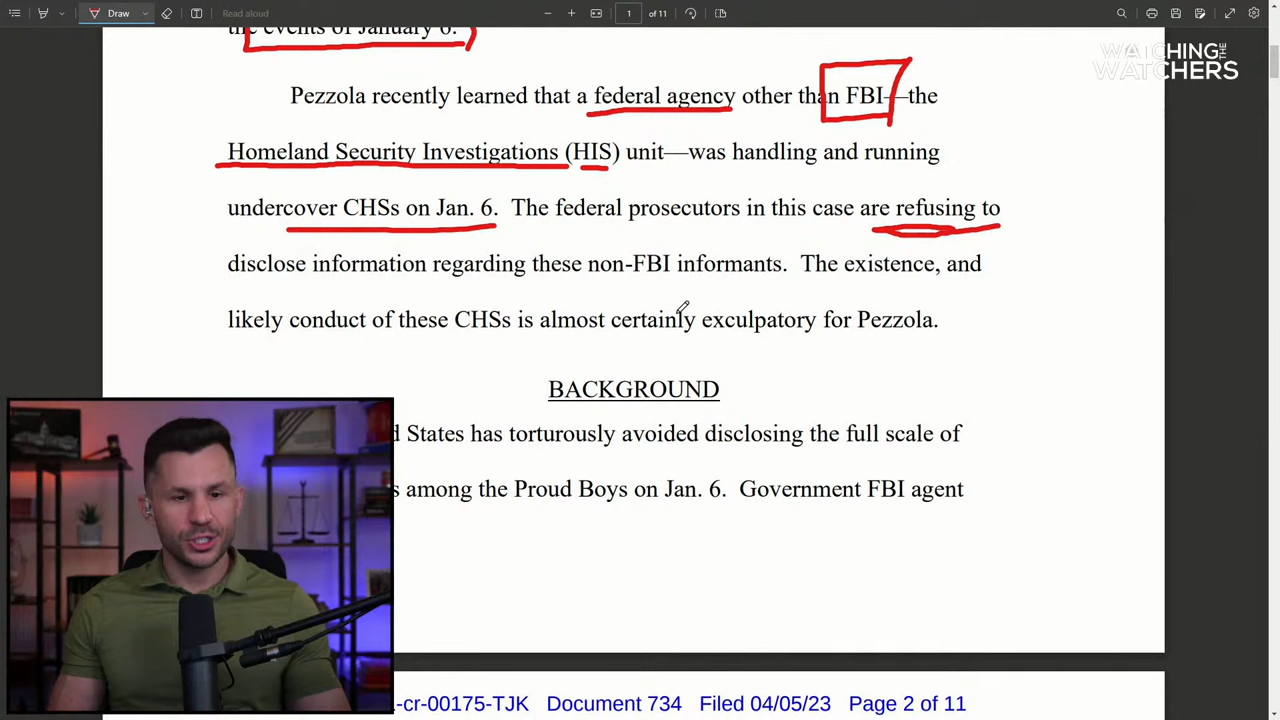 Draw
Read aloud
1 of 11
the events of January 6.
WATCHING THE WATCHERS
Pezzola recently learned that a federal agency other than FBI—the
Homeland Security Investigations (HIS) unit—was handling and running
undercover CHSs on Jan. 6.  The federal prosecutors in this case are refusing to
disclose information regarding these non-FBI informants.  The existence, and
likely conduct of these CHSs is almost certainly exculpatory for Pezzola.
BACKGROUND
States has torturously avoided disclosing the full scale of
among the Proud Boys on Jan. 6.  Government FBI agent
-cr-00175-TJK Document 734 Filed 04/05/23 Page 2 of 11